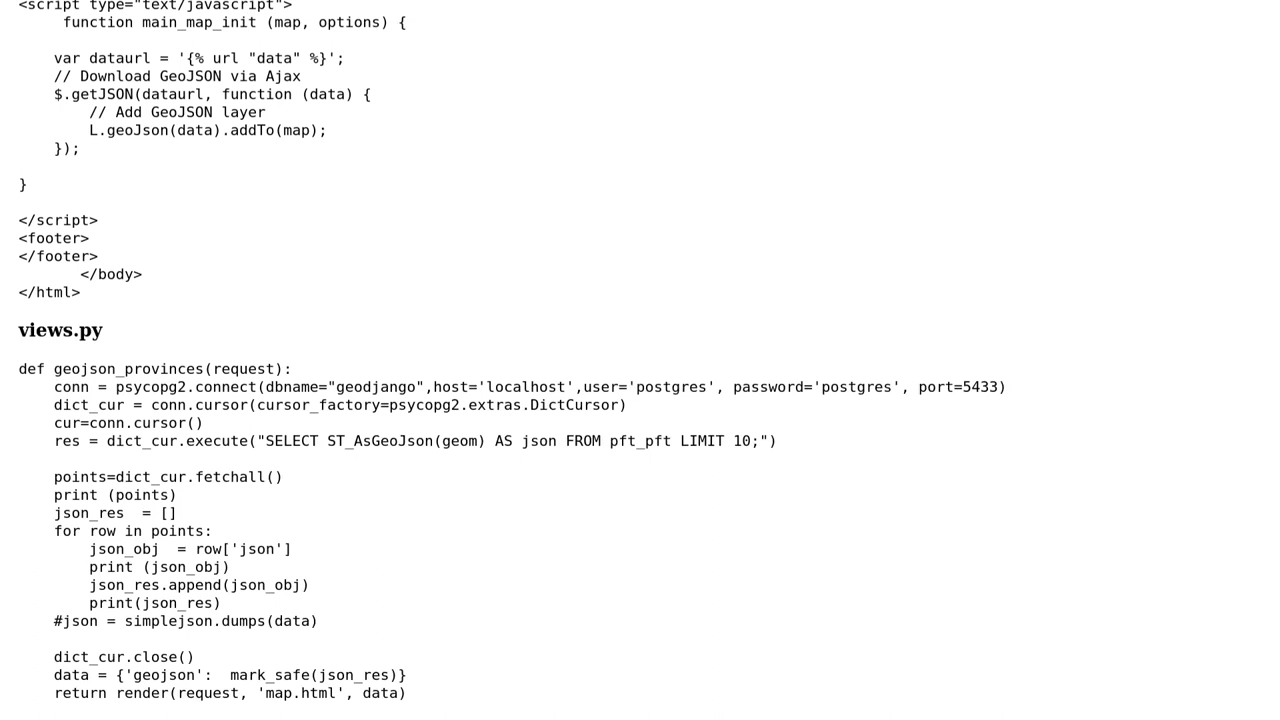 <script type="text/javascript">
     function main_map_init (map, options) {

    var dataurl = '{% url "data" %}';
    // Download GeoJSON via Ajax
    $.getJSON(dataurl, function (data) {
        // Add GeoJSON layer
        L.geoJson(data).addTo(map);
    });

}

</script>
<footer>
</footer>
       </body>
</html>
views.py
def geojson_provinces(request):
    conn = psycopg2.connect(dbname="geodjango",host='localhost',user='postgres', password='postgres', port=5433)
    dict_cur = conn.cursor(cursor_factory=psycopg2.extras.DictCursor)
    cur=conn.cursor()
    res = dict_cur.execute("SELECT ST_AsGeoJson(geom) AS json FROM pft_pft LIMIT 10;")

    points=dict_cur.fetchall()
    print (points)
    json_res  = []
    for row in points:
        json_obj  = row['json']
        print (json_obj)
        json_res.append(json_obj)
        print(json_res)
    #json = simplejson.dumps(data)

    dict_cur.close()
    data = {'geojson':  mark_safe(json_res)}
    return render(request, 'map.html', data)